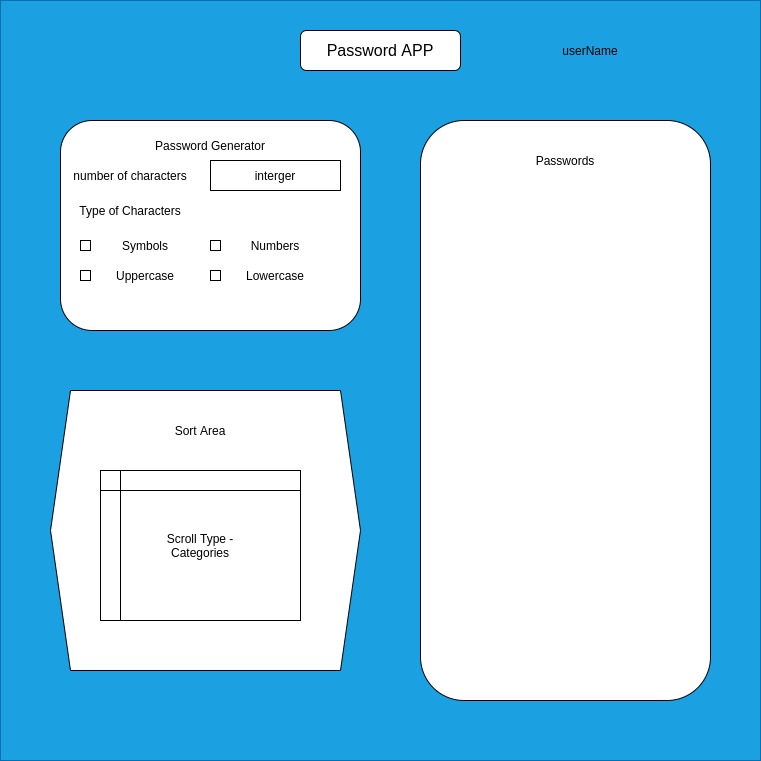 Password APP
userName
Password Generator
number of characters
interger
Type of Characters
Symbols
Numbers
Uppercase
Lowercase
Passwords
Sort Area
Scroll Type -
Categories